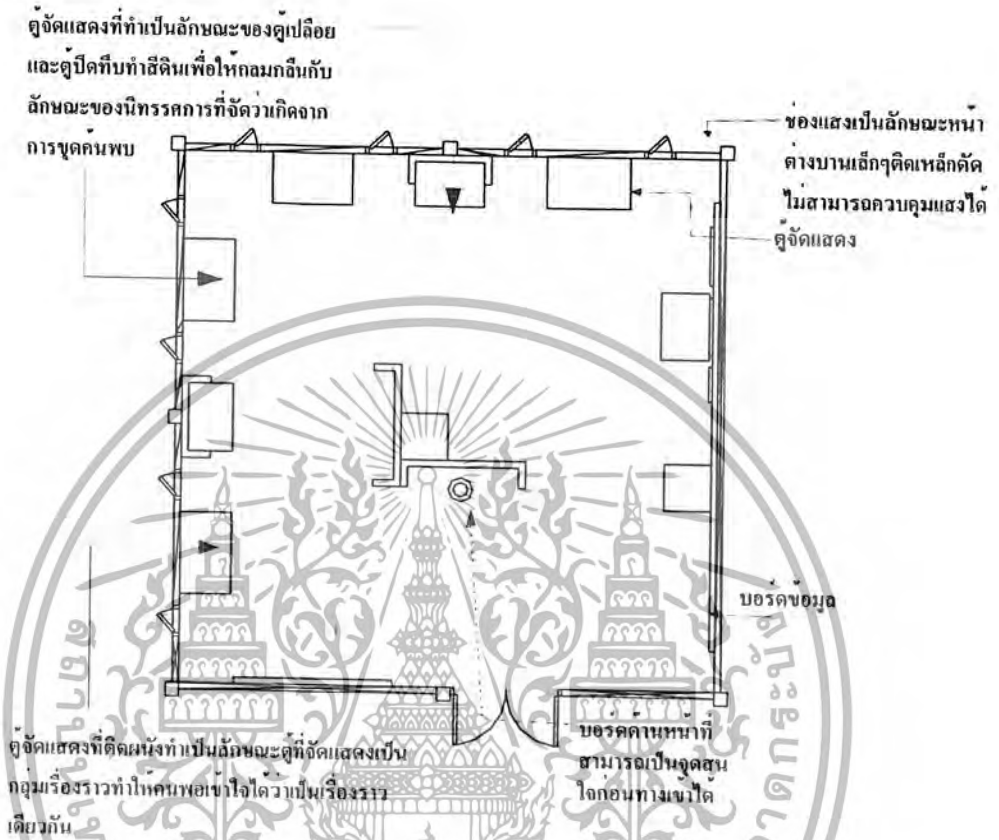 ตู้จัดแสดงที่ทำเป็นลักษณะของตู้เปลือย
และตู้ปิดทึบทำสีดินเพื่อให้กลมกลืนกับ
ลักษณะของนิทรรศการที่จัดว่าเกิดจาก
การขุดค้นพบ
ช่องแสงเป็นลักษณะหน้า
ต่างบานเล็กๆติดเหล็กดัด
ไม่สามารถควบคุมแสงได้
ตู้จัดแสดง
บอร์ดข้อมูล
ตู้จัดแสดงที่ติดผนังทำเป็นลักษณะตู้ที่จัดแสดงเป็น
กลุ่มเรื่องราวทำให้คนพอเข้าใจได้ว่าเป็นเรื่องราว
เดียวกัน
บอร์ดด้านหน้าที่
สามารถเป็นจุดสน
ใจก่อนทางเข้าได้